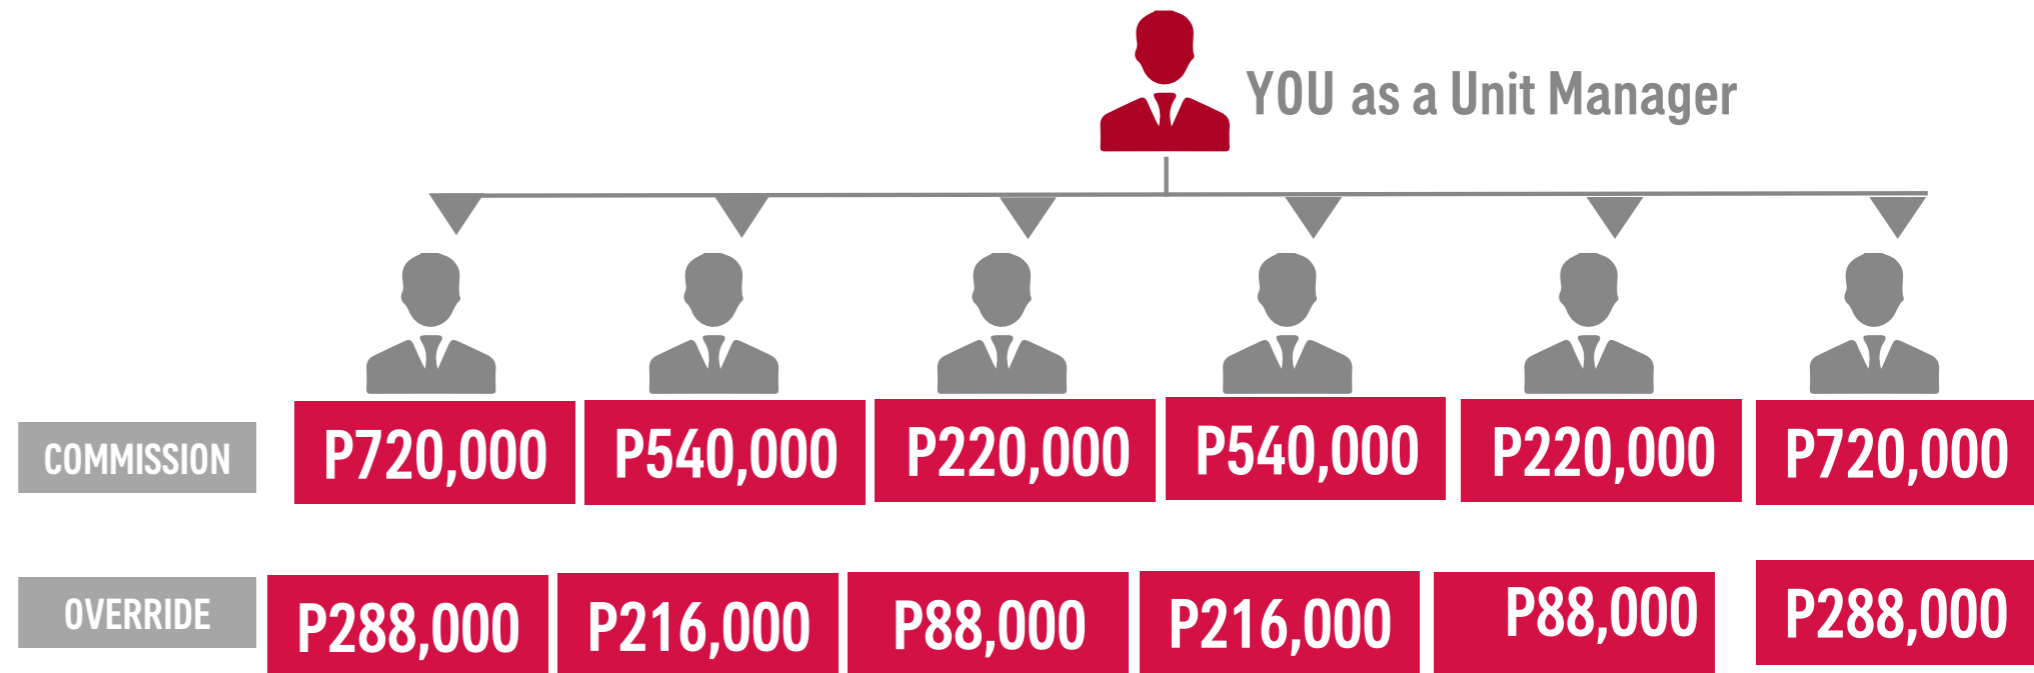 YOU as a Unit Manager
COMMISSION P720,000 P540,000 P220,000 P540,000 P220,000 P720,000
OVERRIDE P288,000 P216,000 P88,000 P216,000 P88,000 P288,000